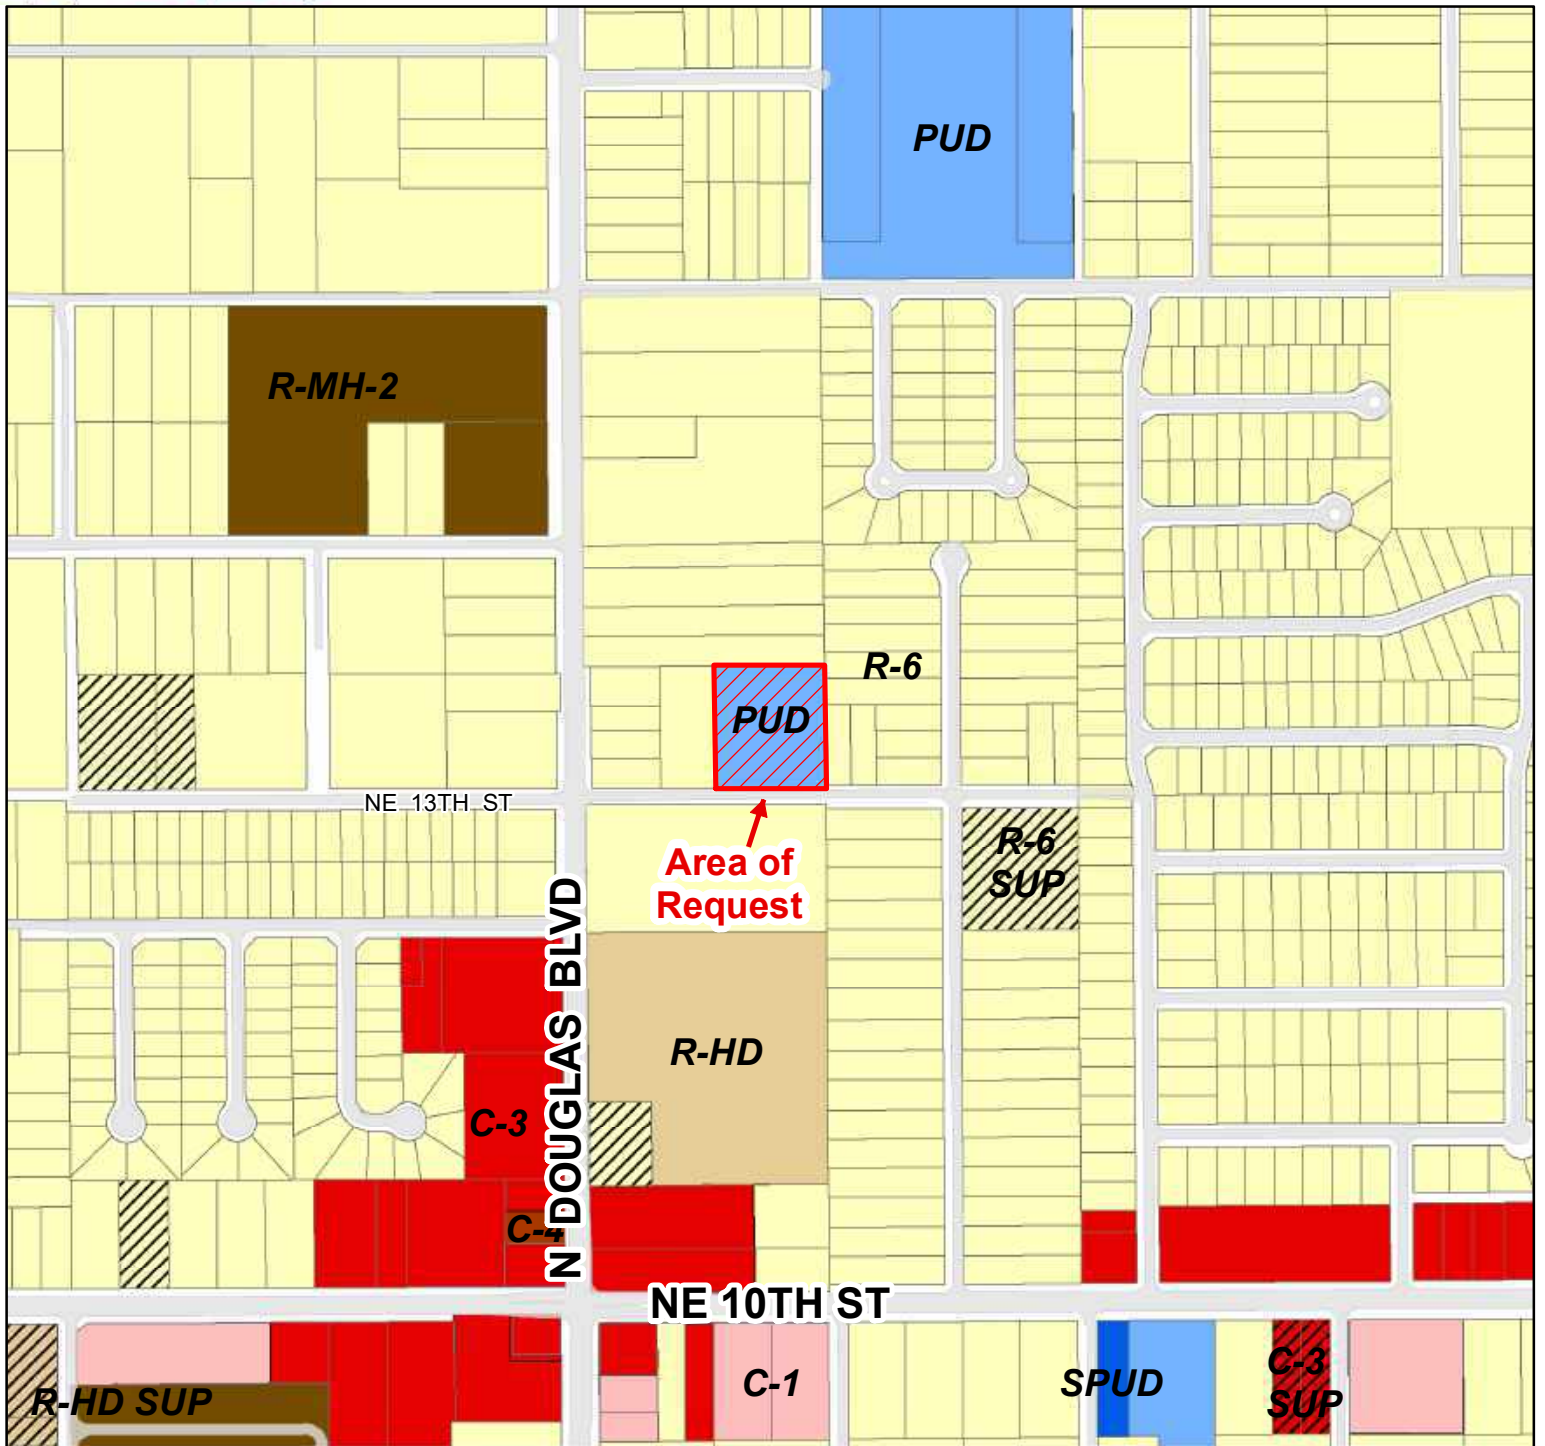 PUD
R-MH-2
R-6
PUD
NE 13TH ST
R-6
SUP
Area of
Request
N DOUGLAS BLVD
R-HD
C-3
C-4
NE 10TH ST
R-HD SUP
C-1
SPUD
C-3
SUP